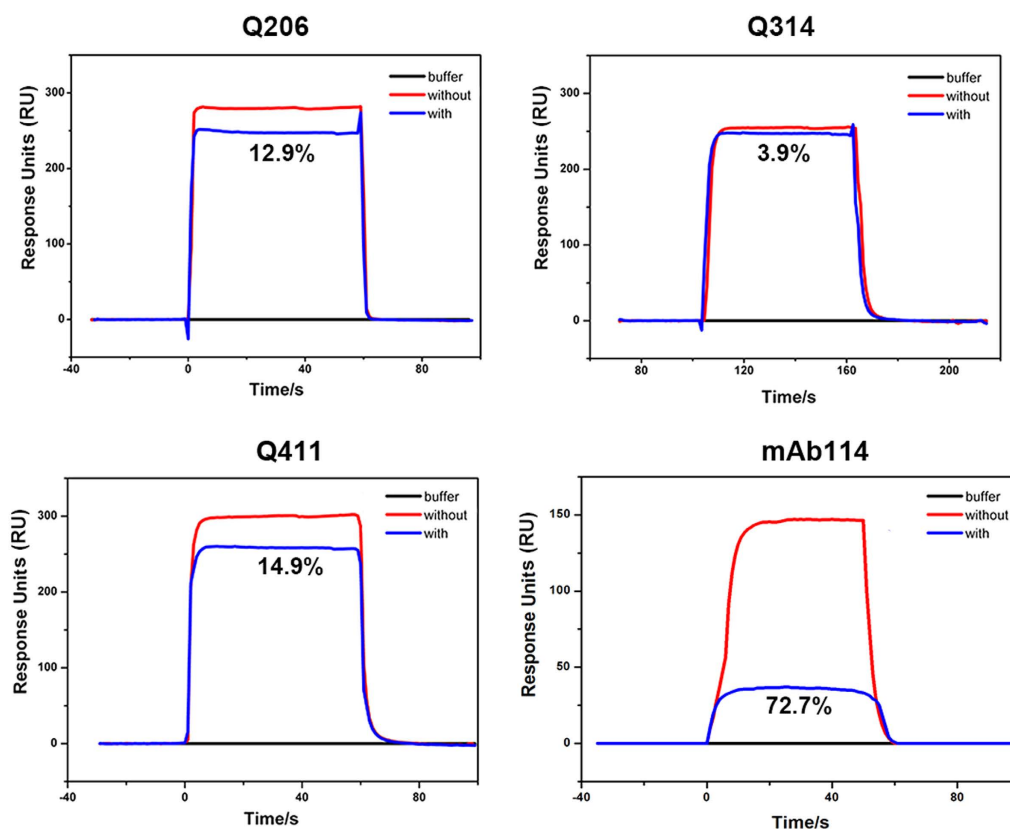 Q206
Response Units (RU)
300
200
100
0
buffer
without
with
12.9%
-40
0
40
80
Time/s
Q314
Response Units (RU)
300
200
100
0
buffer
without
with
3.9%
80
120
160
200
Time/s
Q411
Response Units (RU)
300
200
100
0
buffer
without
with
14.9%
-40
0
40
80
Time/s
mAb114
Response Units (RU)
150
100
50
0
buffer
without
with
72.7%
-40
0
40
80
Time/s